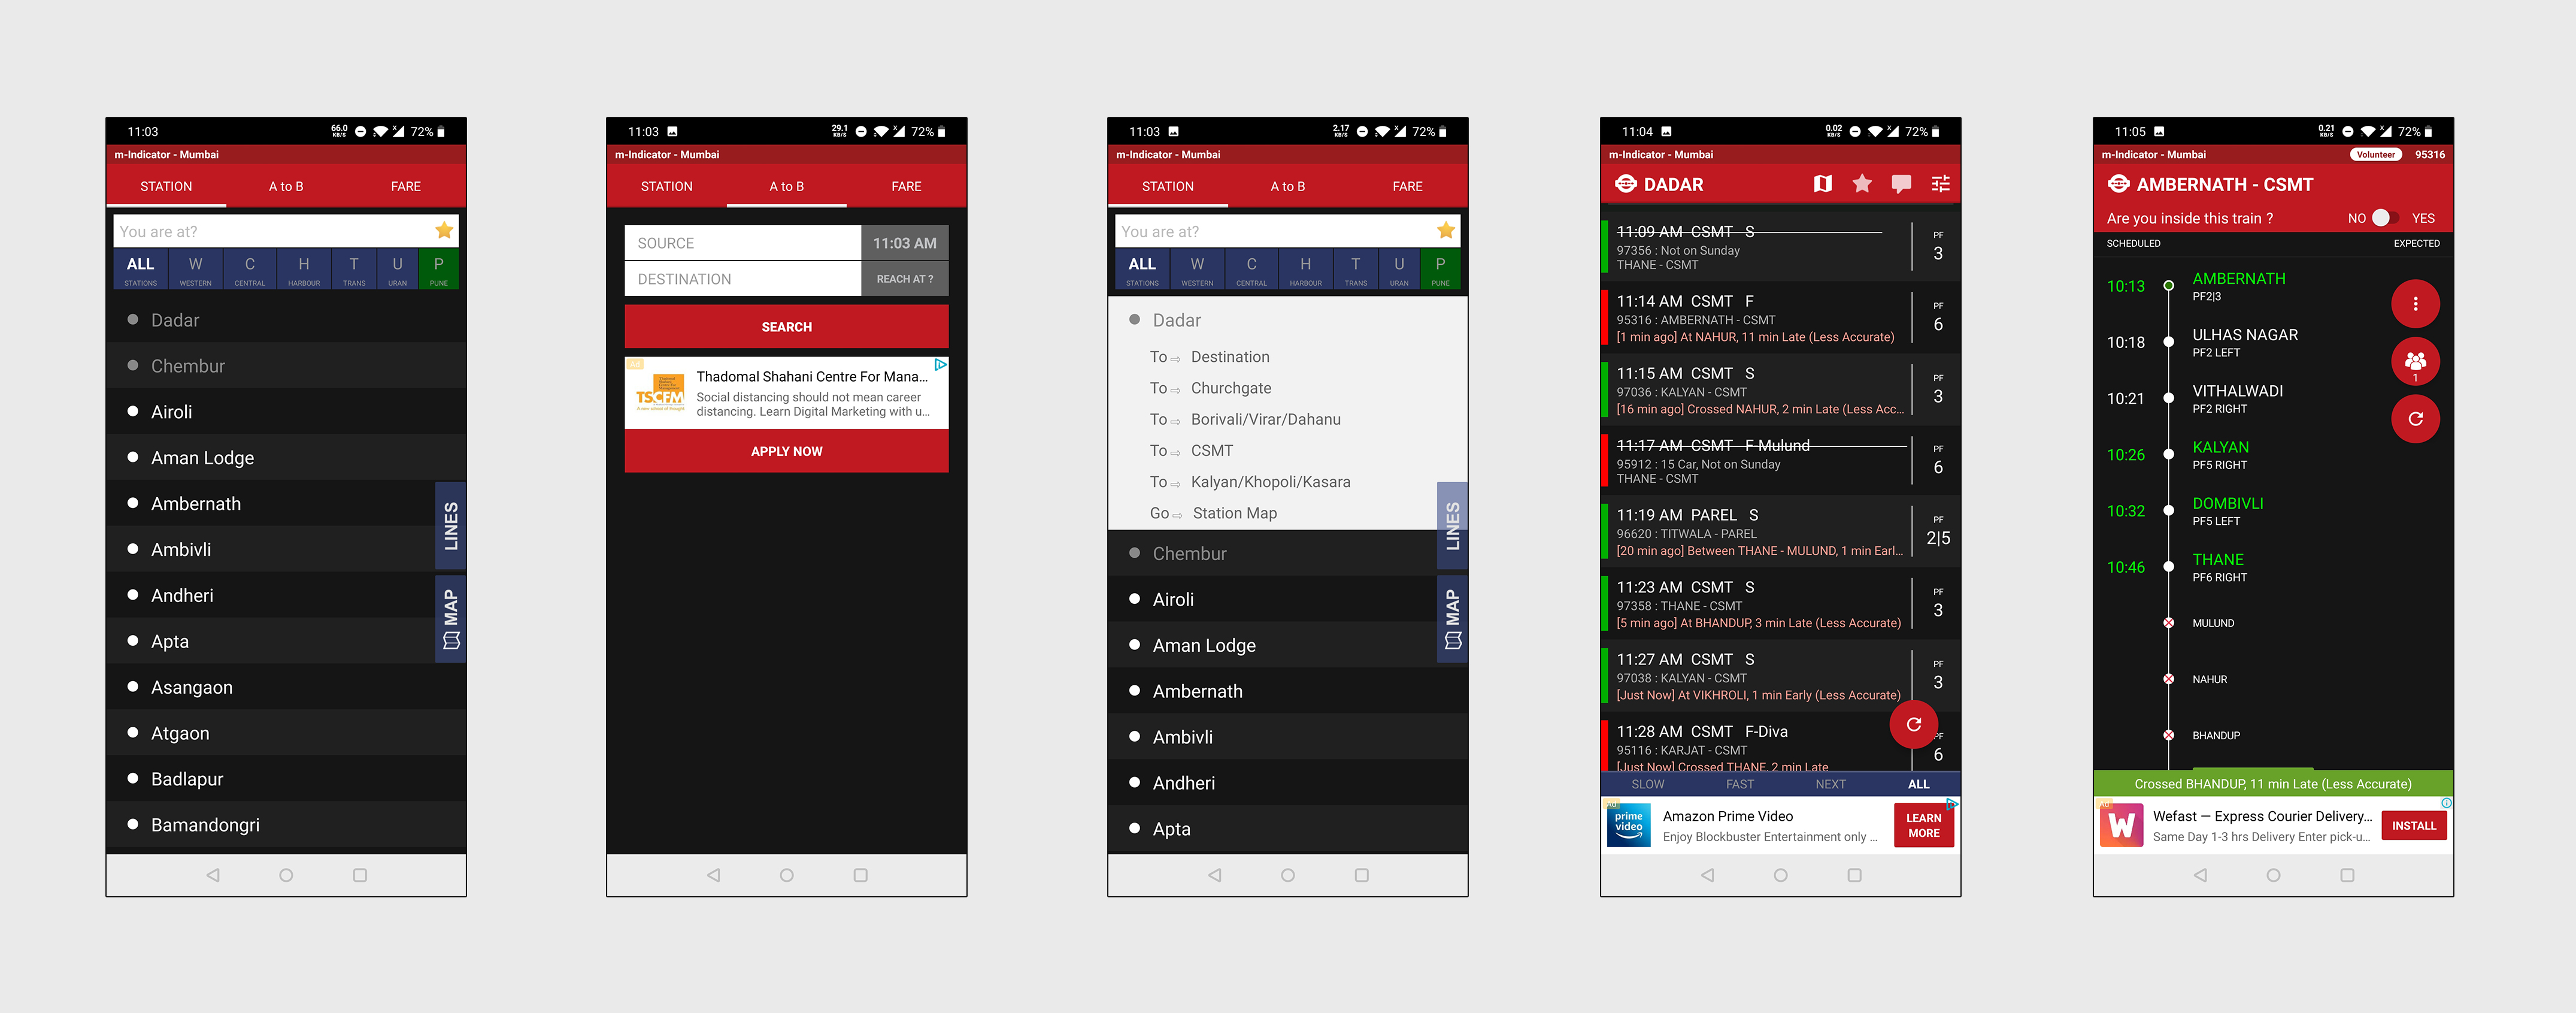 11:03
66.0
KB/S
72%
m-Indicator - Mumbai
STATION A to B FARE
You are at?
ALL W C H T U P
STATIONS WESTERN CENTRAL HARBOUR TRANS URAN PUNE
Dadar
Chembur
Airoli
Aman Lodge
Ambernath
Ambivli
Andheri
Apta
Asangaon
Atgaon
Badlapur
Bamandongri
LINES
MAP
11:03
29.1
KB/S
72%
m-Indicator - Mumbai
STATION A to B FARE
SOURCE 11:03 AM
DESTINATION REACH AT ?
SEARCH
Ad
TSCFM
A new school of thought
Thadomal Shahani Centre For Mana...
Social distancing should not mean career
distancing. Learn Digital Marketing with u...
APPLY NOW
11:03
2.17
KB/S
72%
m-Indicator - Mumbai
STATION A to B FARE
You are at?
ALL W C H T U P
STATIONS WESTERN CENTRAL HARBOUR TRANS URAN PUNE
Dadar
To ⇨ Destination
To ⇨ Churchgate
To ⇨ Borivali/Virar/Dahanu
To ⇨ CSMT
To ⇨ Kalyan/Khopoli/Kasara
Go ⇨ Station Map
Chembur
Airoli
Aman Lodge
Ambernath
Ambivli
Andheri
Apta
LINES
MAP
11:04
0.02
KB/S
72%
m-Indicator - Mumbai
DADAR
11:09 AM CSMT S
97356 : Not on Sunday
THANE - CSMT
PF
3
11:14 AM CSMT F
95316 : AMBERNATH - CSMT
[1 min ago] At NAHUR, 11 min Late (Less Accurate)
PF
6
11:15 AM CSMT S
97036 : KALYAN - CSMT
[16 min ago] Crossed NAHUR, 2 min Late (Less Acc...
PF
3
11:17 AM CSMT F-Mulund
95912 : 15 Car, Not on Sunday
THANE - CSMT
PF
6
11:19 AM PAREL S
96620 : TITWALA - PAREL
[20 min ago] Between THANE - MULUND, 1 min Earl...
PF
2|5
11:23 AM CSMT S
97358 : THANE - CSMT
[5 min ago] At BHANDUP, 3 min Late (Less Accurate)
PF
3
11:27 AM CSMT S
97038 : KALYAN - CSMT
[Just Now] At VIKHROLI, 1 min Early (Less Accurate)
PF
3
11:28 AM CSMT F-Diva
95116 : KARJAT - CSMT
[Just Now] Crossed THANE, 2 min Late
PF
6
SLOW FAST NEXT ALL
Ad
prime
video
Amazon Prime Video
Enjoy Blockbuster Entertainment only ...
LEARN
MORE
11:05
0.21
KB/S
72%
m-Indicator - Mumbai Volunteer 95316
AMBERNATH - CSMT
Are you inside this train ? NO YES
SCHEDULED EXPECTED
10:13 AMBERNATH
PF2|3
10:18 ULHAS NAGAR
PF2 LEFT
10:21 VITHALWADI
PF2 RIGHT
10:26 KALYAN
PF5 RIGHT
10:32 DOMBIVLI
PF5 LEFT
10:46 THANE
PF6 RIGHT
1
MULUND
NAHUR
BHANDUP
Crossed BHANDUP, 11 min Late (Less Accurate)
Ad
W
Wefast — Express Courier Delivery...
Same Day 1-3 hrs Delivery Enter pick-u...
INSTALL